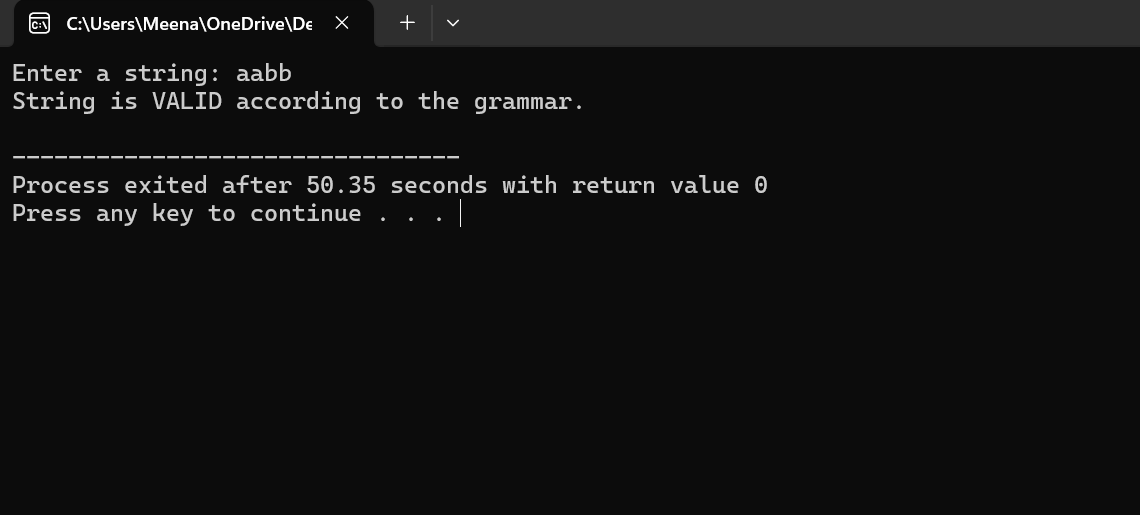 C:\Users\Meena\OneDrive\De
Enter a string: aabb
String is VALID according to the grammar.
--------------------------------
Process exited after 50.35 seconds with return value 0
Press any key to continue . . .